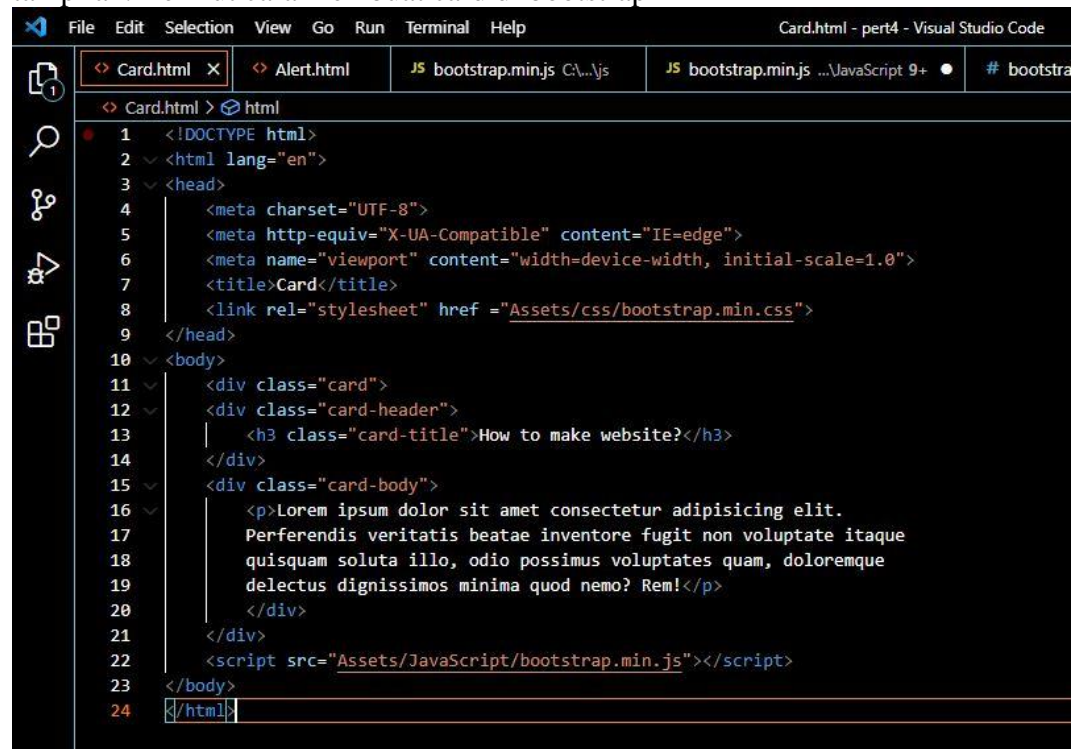 File Edit Selection View Go Run Terminal Help Card.html - pert4 - Visual Studio Code
Card.html Alert.html JS bootstrap.min.js C:\...\js JS bootstrap.min.js ...\JavaScript 9+ # bootstra
Card.html > html
1
1 <!DOCTYPE html>
2 <html lang="en">
3 <head>
4 <meta charset="UTF-8">
5 <meta http-equiv="X-UA-Compatible" content="IE=edge">
6 <meta name="viewport" content="width=device-width, initial-scale=1.0">
7 <title>Card</title>
8 <link rel="stylesheet" href ="Assets/css/bootstrap.min.css">
9 </head>
10 <body>
11 <div class="card">
12 <div class="card-header">
13 <h3 class="card-title">How to make website?</h3>
14 </div>
15 <div class="card-body">
16 <p>Lorem ipsum dolor sit amet consectetur adipisicing elit.
17 Perferendis veritatis beatae inventore fugit non voluptate itaque
18 quisquam soluta illo, odio possimus voluptates quam, doloremque
19 delectus dignissimos minima quod nemo? Rem!</p>
20 </div>
21 </div>
22 <script src="Assets/JavaScript/bootstrap.min.js"></script>
23 </body>
24 </html>